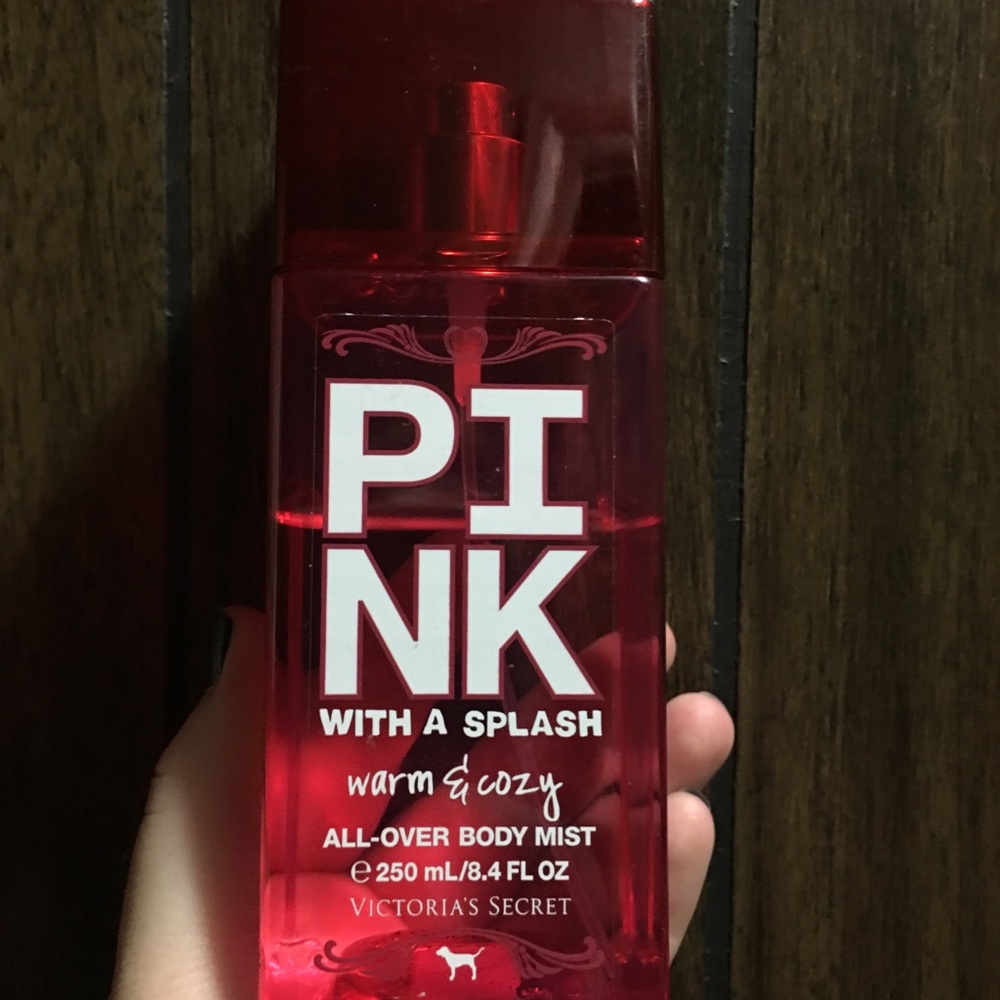 PI
NK
WITH A SPLASH
warm & cozy
ALL-OVER BODY MIST
℮ 250 mL/8.4 FL OZ
VICTORIA'S SECRET